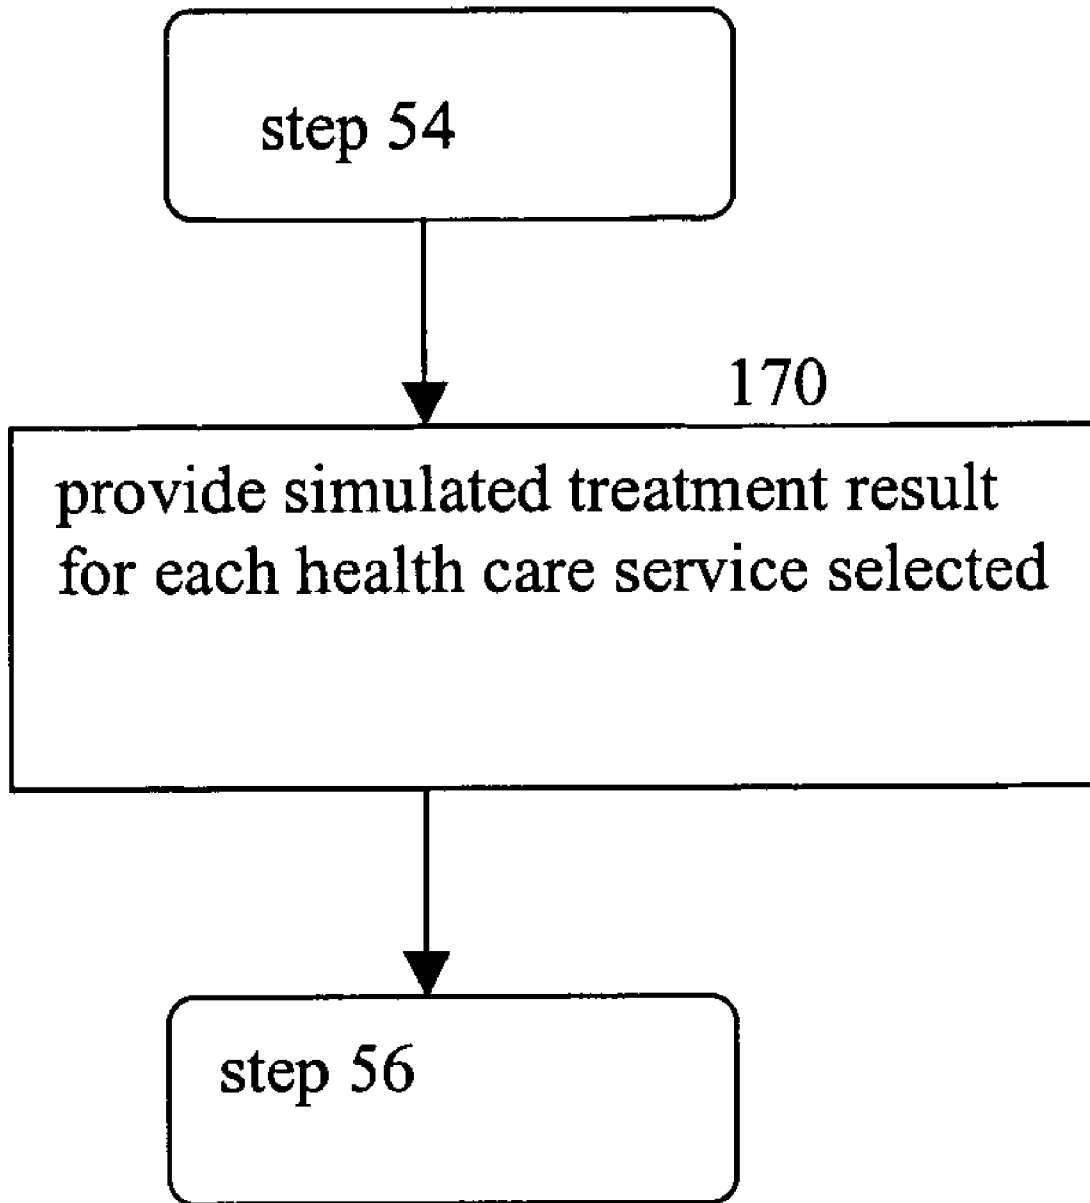 step 54
170
provide simulated treatment result
for each health care service selected
step 56